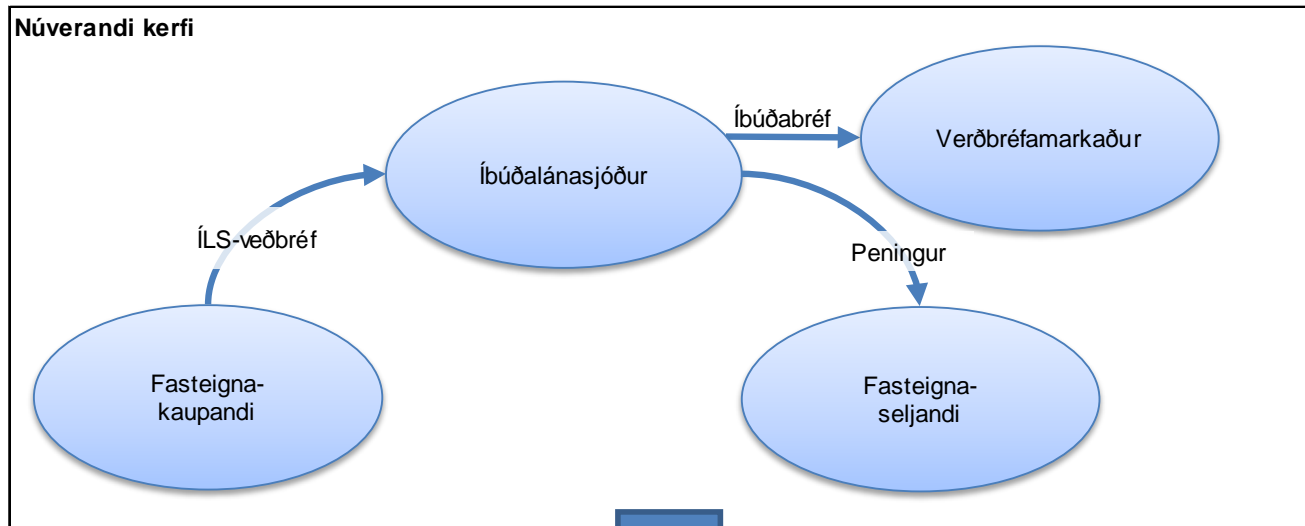 Núverandi kerfi
Íbúðabréf
Verðbréfamarkaður
Íbúðalánasjóður
ÍLS-veðbréf
Peningur
Fasteigna-
kaupandi
Fasteigna-
seljandi